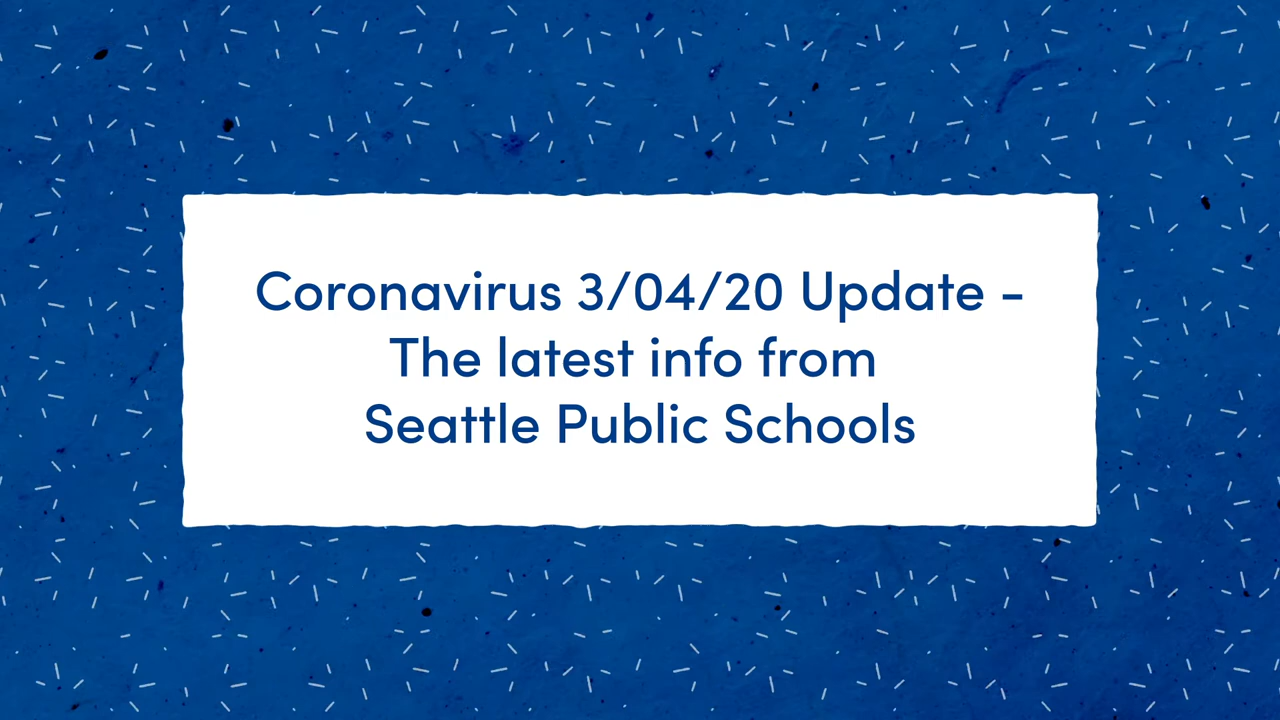 Coronavirus 3/04/20 Update -
The latest info from
Seattle Public Schools